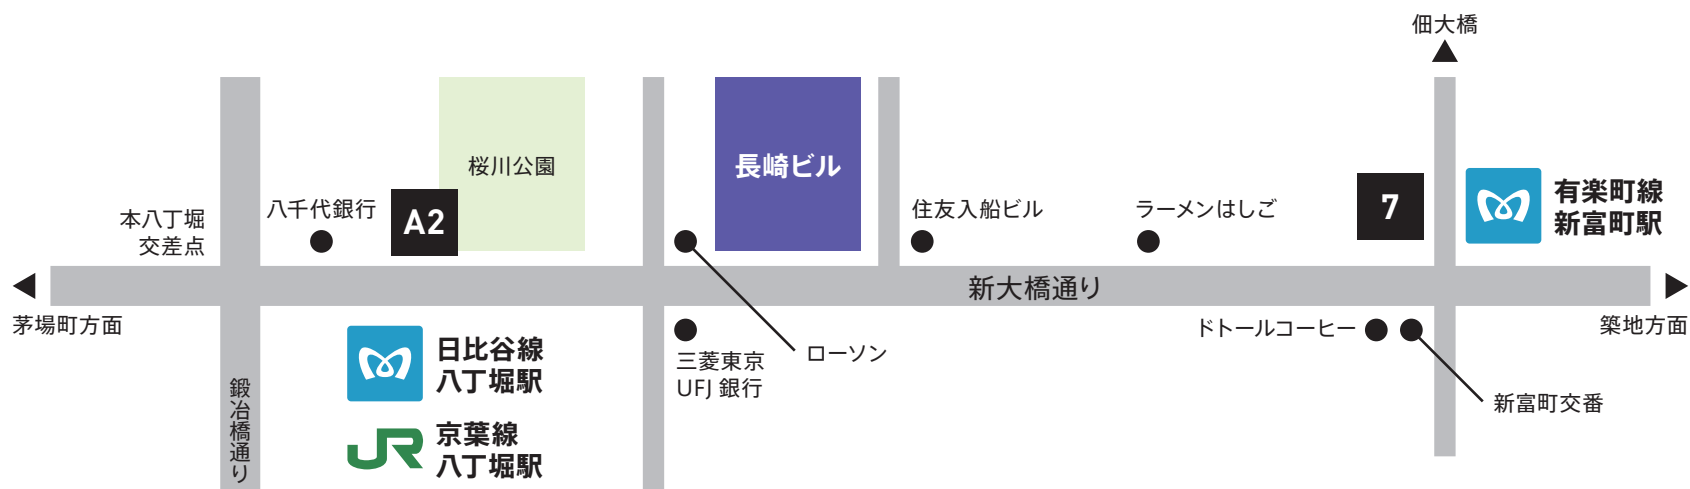 佃大橋
桜川公園
長崎ビル
本八丁堀
交差点
八千代銀行
A2
住友入船ビル
ラーメンはしご
7
有楽町線
新富町駅
新大橋通り
茅場町方面
築地方面
鍛冶橋通り
日比谷線
八丁堀駅
JR
京葉線
八丁堀駅
三菱東京
UFJ 銀行
ローソン
ドトールコーヒー
新富町交番